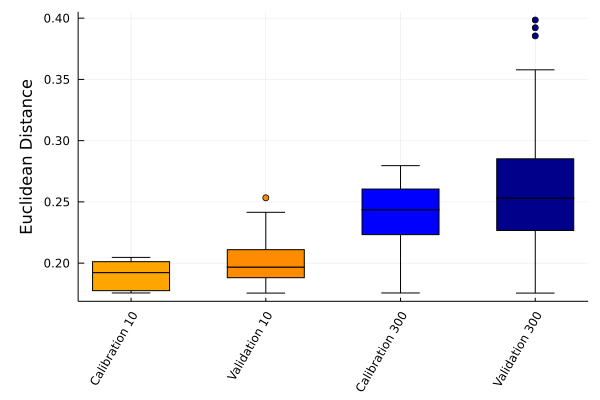 0.40
0.35
0.30
0.25
0.20
Euclidean Distance
Calibration 10
Validation 10
Calibration 300
Validation 300